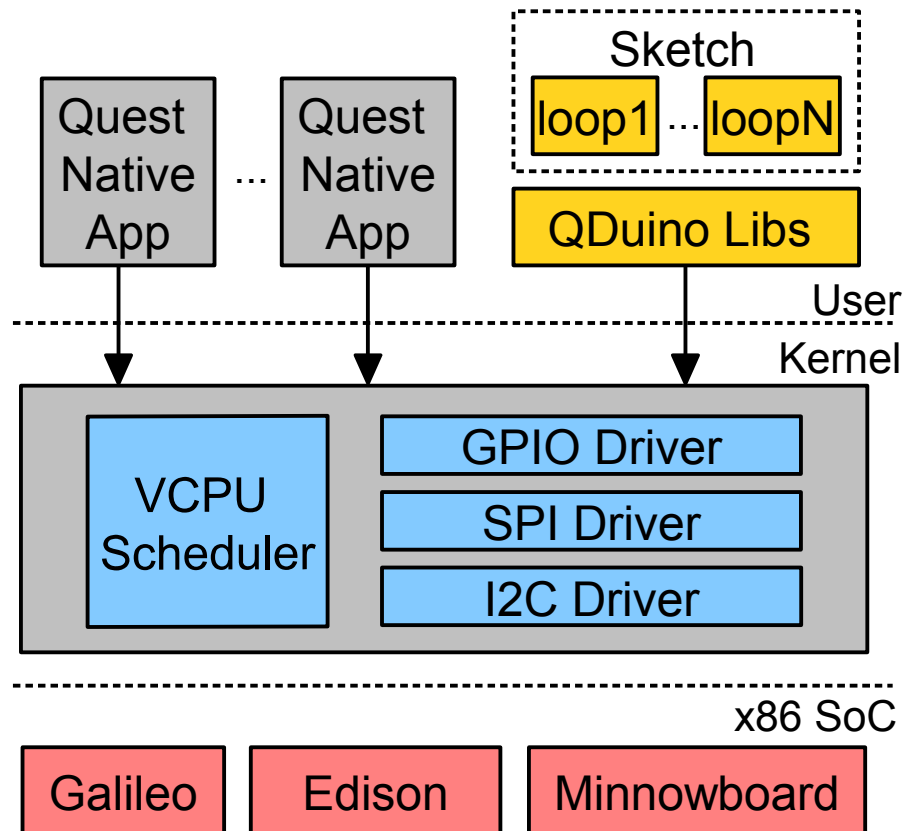 Sketch
loop1 ... loopN
Quest
Native
App
...
Quest
Native
App
QDuino Libs
User
Kernel
VCPU
Scheduler
GPIO Driver
SPI Driver
I2C Driver
x86 SoC
Galileo
Edison
Minnowboard